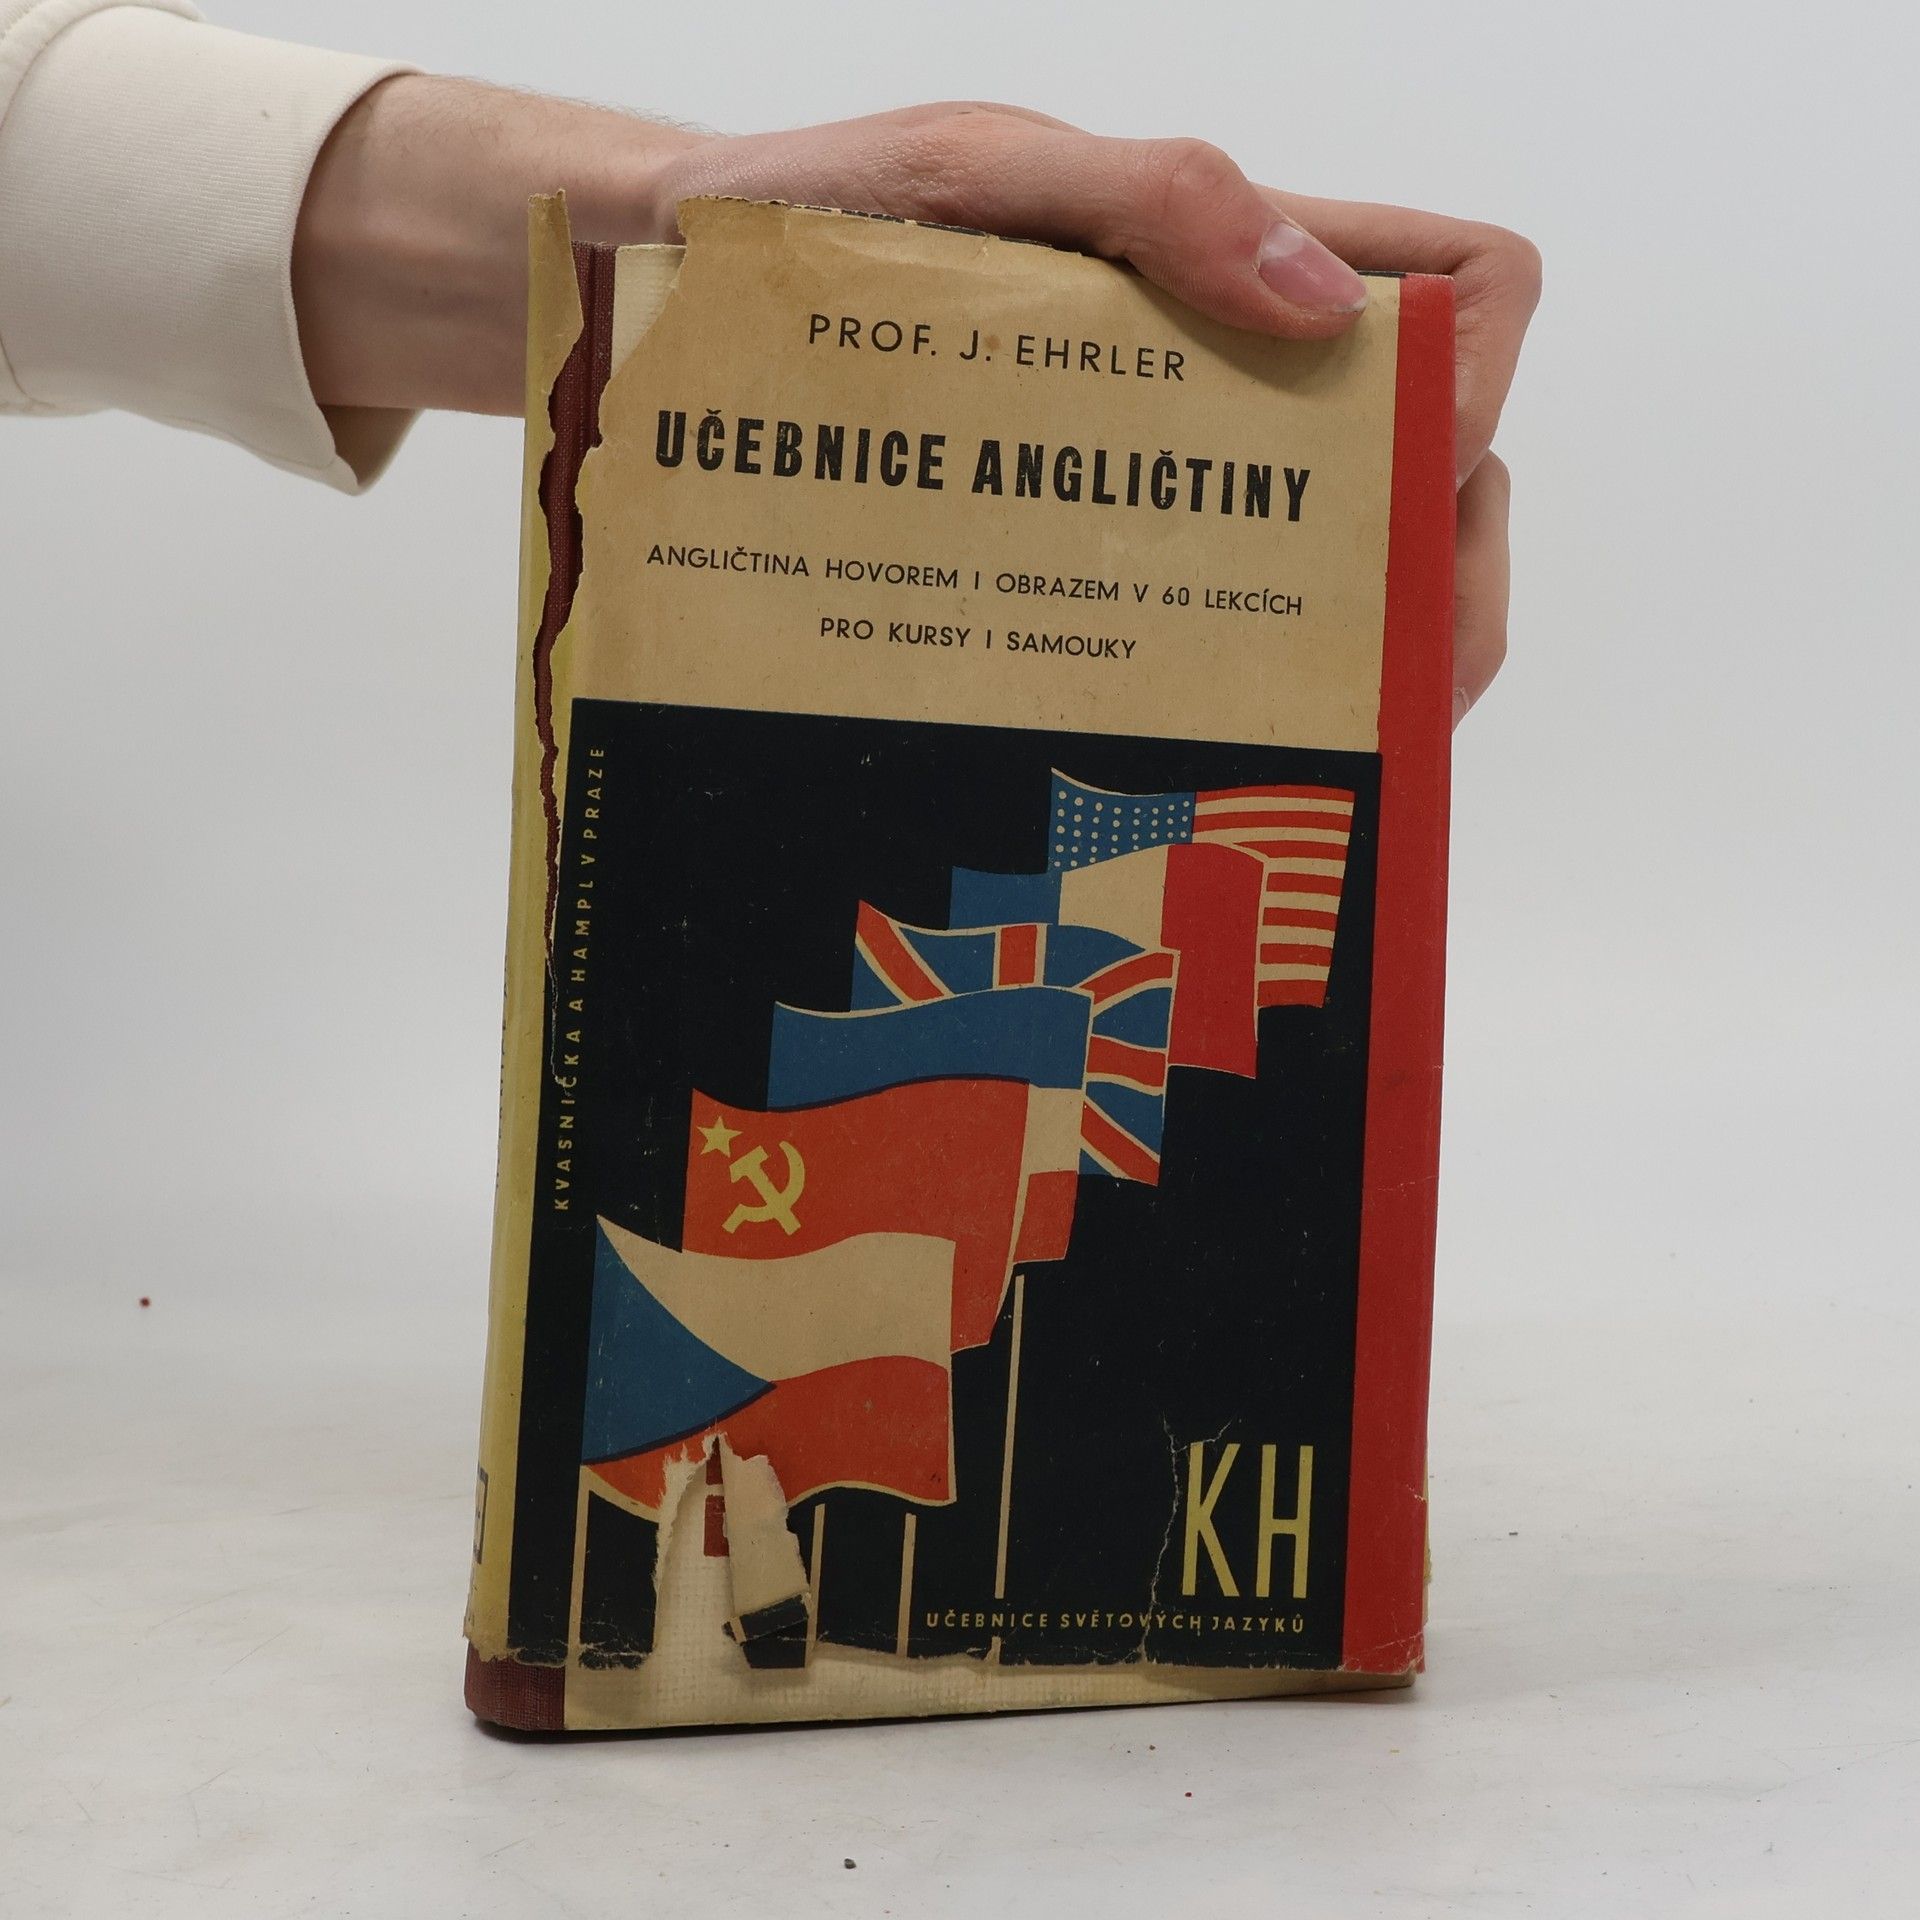 PROF. J. EHRLER
UČEBNICE ANGLIČTINY
ANGLIČTINA HOVOREM I OBRAZEM V 60 LEKCÍCH
PRO KURSY I SAMOUKY
KVASNIČKA A HAMPL V PRAZE
KH
UČEBNICE SVĚTOVÝCH JAZYKŮ